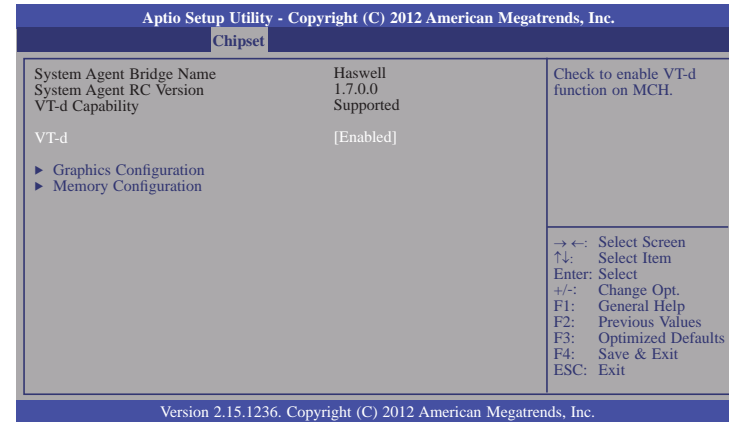 Aptio Setup Utility - Copyright (C) 2012 American Megatrends, Inc.
Chipset
System Agent Bridge Name Haswell
System Agent RC Version 1.7.0.0
VT-d Capability Supported
VT-d [Enabled]
▶ Graphics Configuration
▶ Memory Configuration
Check to enable VT-d
function on MCH.
→←: Select Screen
↑↓: Select Item
Enter: Select
+/-: Change Opt.
F1: General Help
F2: Previous Values
F3: Optimized Defaults
F4: Save & Exit
ESC: Exit
Version 2.15.1236. Copyright (C) 2012 American Megatrends, Inc.